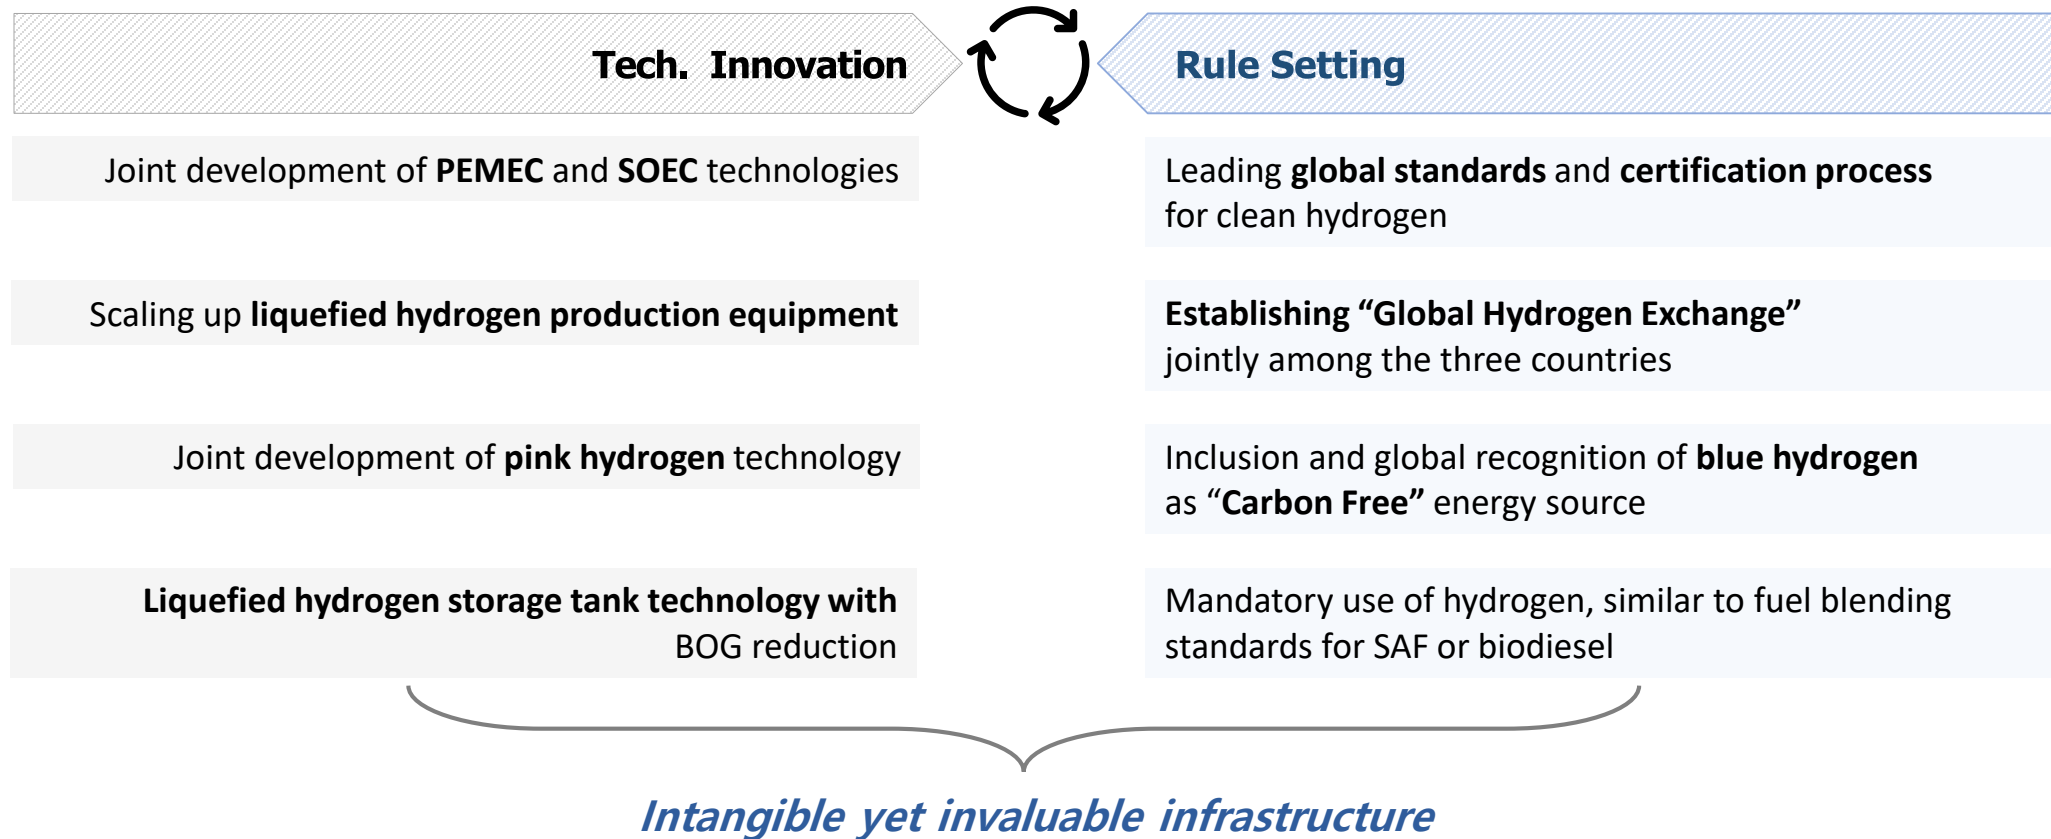 Tech. Innovation
Rule Setting
Joint development of PEMEC and SOEC technologies
Scaling up liquefied hydrogen production equipment
Joint development of pink hydrogen technology
Liquefied hydrogen storage tank technology with
BOG reduction
Leading global standards and certification process
for clean hydrogen
Establishing “Global Hydrogen Exchange”
jointly among the three countries
Inclusion and global recognition of blue hydrogen
as “Carbon Free” energy source
Mandatory use of hydrogen, similar to fuel blending
standards for SAF or biodiesel
Intangible yet invaluable infrastructure